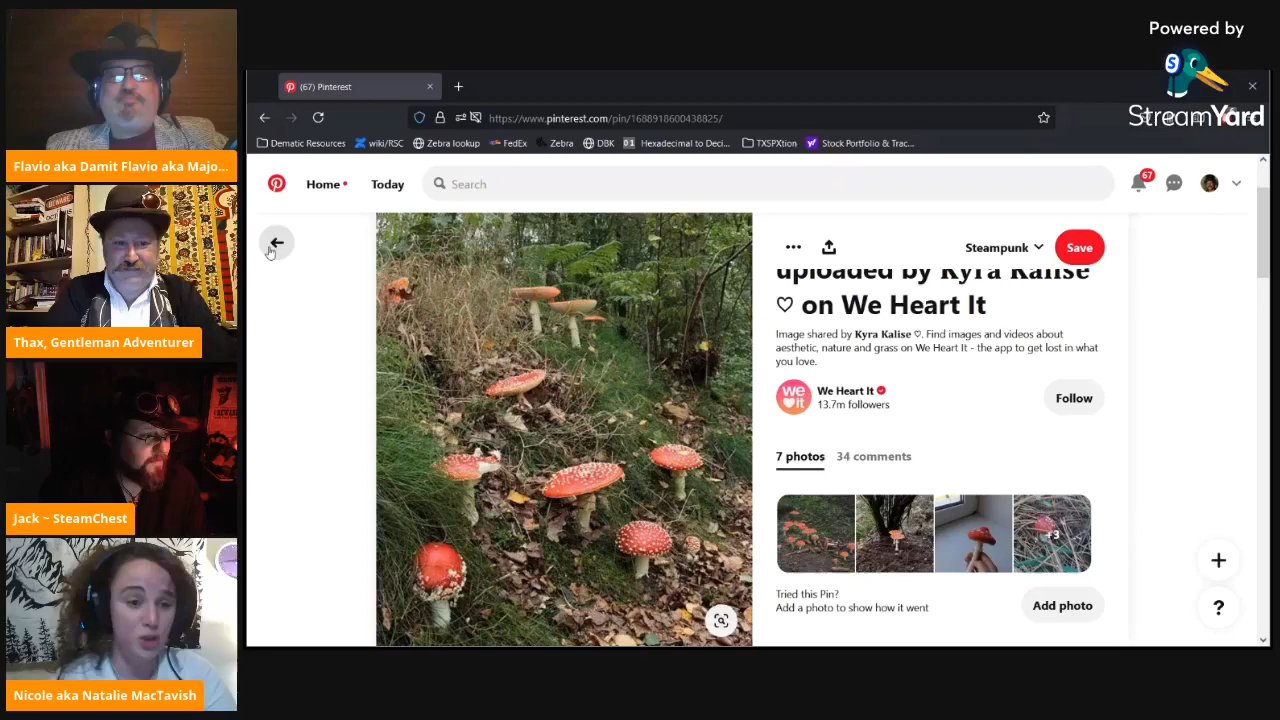 Powered by
StreamYard
(67) Pinterest
https://www.pinterest.com/pin/1688918600438825/
Dematic Resources
wiki/RSC
Zebra lookup
FedEx
Zebra
DBK
01
Hexadecimal to Deci...
TXSPXtion
Stock Portfolio & Trac...
Home
Today
Search
67
Steampunk
Save
uploaded by Kyra Kalise
♡ on We Heart It
Image shared by Kyra Kalise ♡. Find images and videos about
aesthetic, nature and grass on We Heart It - the app to get lost in what
you love.
we
it
We Heart It
13.7m followers
Follow
7 photos
34 comments
+3
Tried this Pin?
Add a photo to show how it went
Add photo
?
Flavio aka Damit Flavio aka Majo...
BEWARE
Thax, Gentleman Adventurer
Jack ~ SteamChest
Nicole aka Natalie MacTavish